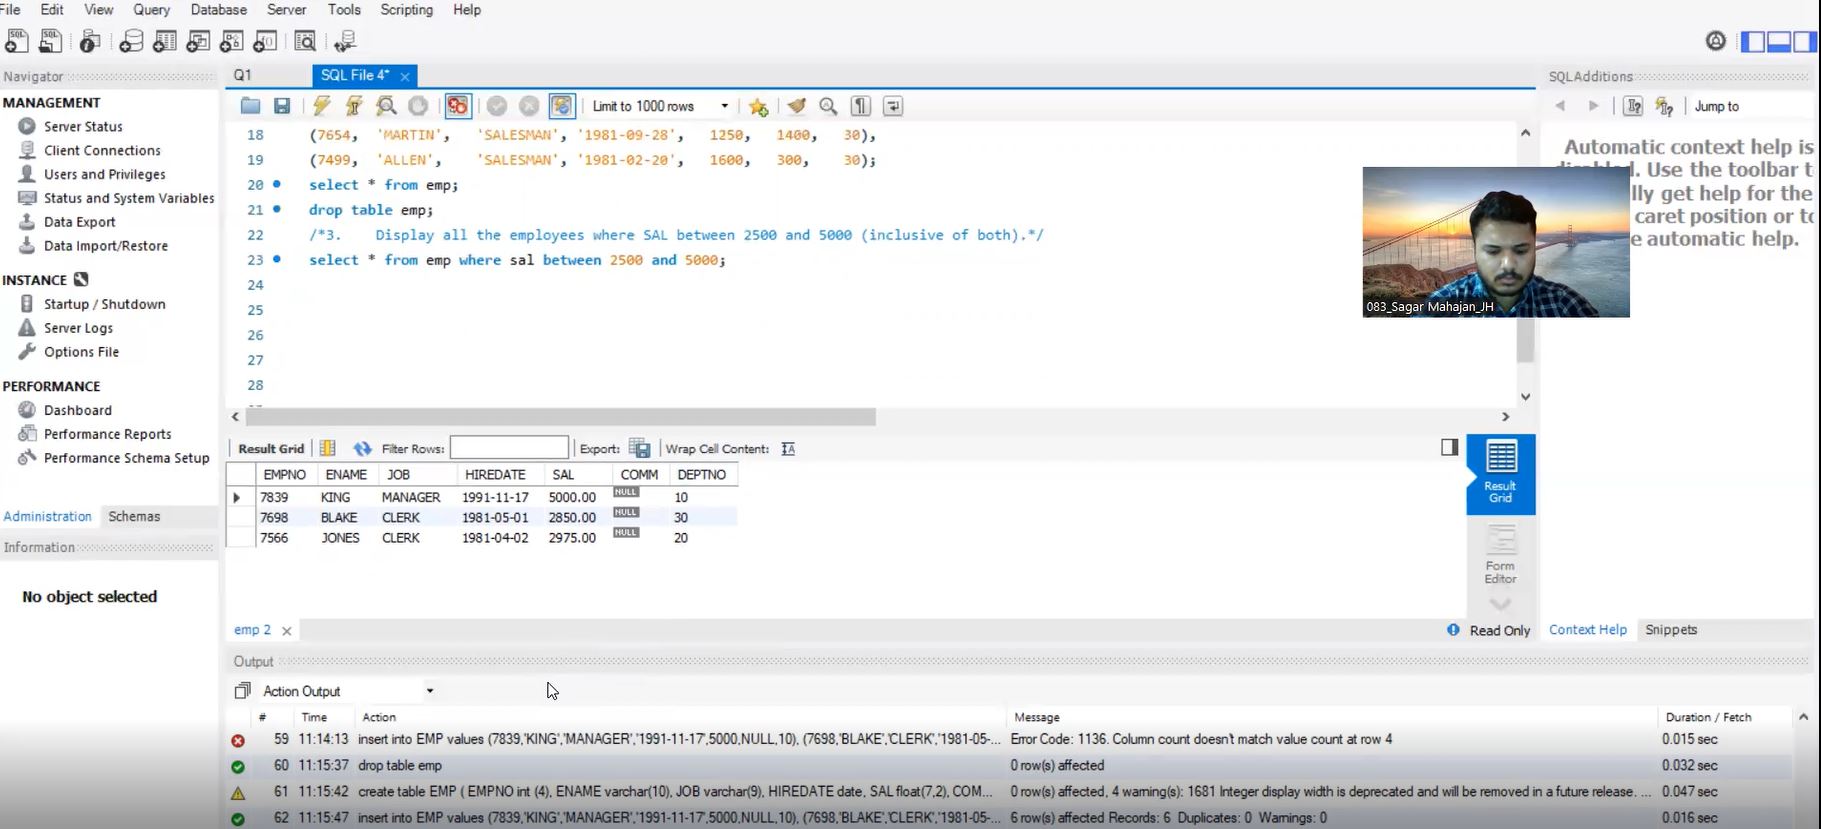 File Edit View Query Database Server Tools Scripting Help
Navigator
MANAGEMENT
Server Status
Client Connections
Users and Privileges
Status and System Variables
Data Export
Data Import/Restore
INSTANCE
Startup / Shutdown
Server Logs
Options File
PERFORMANCE
Dashboard
Performance Reports
Performance Schema Setup
Administration Schemas
Information
No object selected
Q1 SQL File 4*
Limit to 1000 rows
18 (7654, 'MARTIN', 'SALESMAN', '1981-09-28', 1250, 1400, 30),
19 (7499, 'ALLEN', 'SALESMAN', '1981-02-20', 1600, 300, 30);
20 select * from emp;
21 drop table emp;
22 /*3. Display all the employees where SAL between 2500 and 5000 (inclusive of both).*/
23 select * from emp where sal between 2500 and 5000;
24
25
26
27
28
Result Grid Filter Rows: Export: Wrap Cell Content:
EMPNO ENAME JOB HIREDATE SAL COMM DEPTNO
7839 KING MANAGER 1991-11-17 5000.00 NULL 10
7698 BLAKE CLERK 1981-05-01 2850.00 NULL 30
7566 JONES CLERK 1981-04-02 2975.00 NULL 20
Result Grid
Form Editor
emp 2 Read Only
Output
Action Output
# Time Action Message Duration / Fetch
59 11:14:13 insert into EMP values (7839,'KING','MANAGER','1991-11-17',5000,NULL,10), (7698,'BLAKE','CLERK','1981-05-... Error Code: 1136. Column count doesn't match value count at row 4 0.015 sec
60 11:15:37 drop table emp 0 row(s) affected 0.032 sec
61 11:15:42 create table EMP ( EMPNO int (4), ENAME varchar(10), JOB varchar(9), HIREDATE date, SAL float(7,2), COM... 0 row(s) affected, 4 warning(s): 1681 Integer display width is deprecated and will be removed in a future release. ... 0.047 sec
62 11:15:47 insert into EMP values (7839,'KING','MANAGER','1991-11-17',5000,NULL,10), (7698,'BLAKE','CLERK','1981-05-... 6 row(s) affected Records: 6 Duplicates: 0 Warnings: 0 0.016 sec
SQLAdditions
Jump to
Automatic context help is
. Use the toolbar t
lly get help for the
caret position or to
e automatic help.
083_Sagar Mahajan_JH
Context Help Snippets